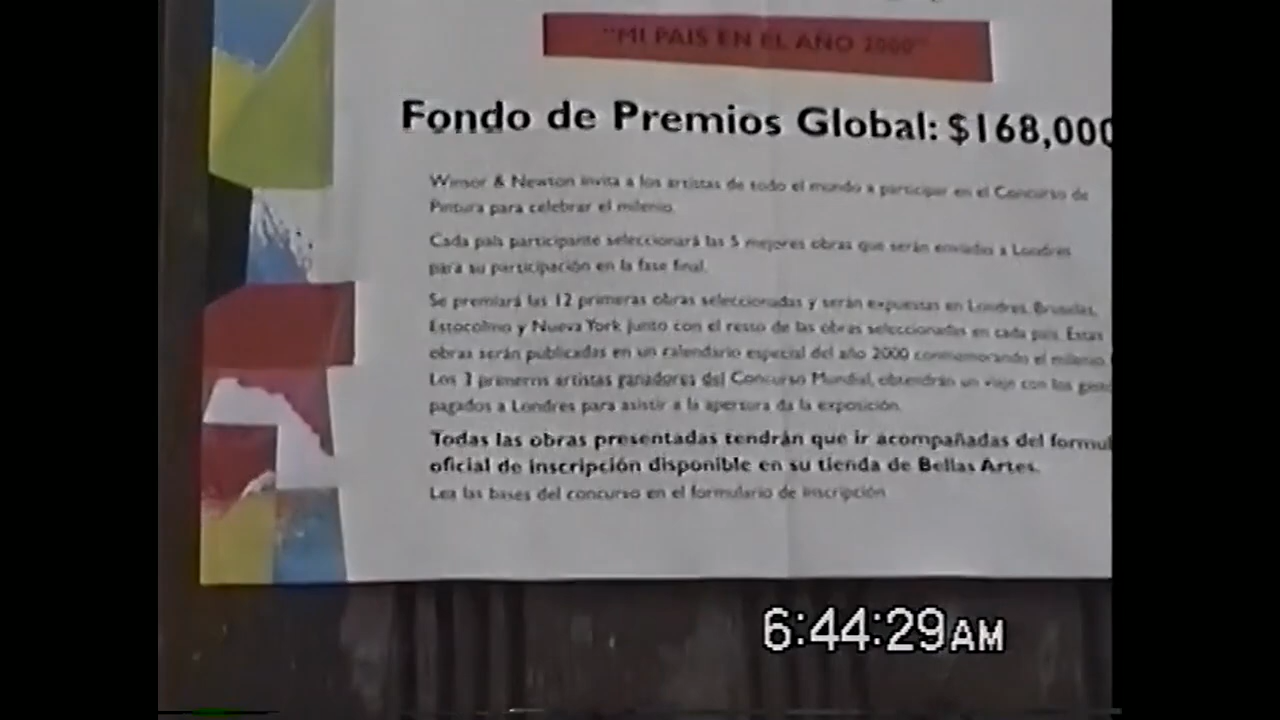 "MI PAIS EN EL AÑO 2000"
Fondo de Premios Global: $168,000
Winsor & Newton invita a los artistas de todo el mundo a participar en el Concurso de
Pintura para celebrar el milenio.
Cada país participante seleccionará las 5 mejores obras que serán enviadas a Londres
para su participación en la fase final.
Se premiará las 12 primeras obras seleccionadas y serán expuestas en Londres, Bruselas,
Estocolmo y Nueva York junto con el resto de las obras seleccionadas en cada país. Estas
obras serán publicadas en un calendario especial del año 2000 conmemorando el milenio.
Los 3 primeros artistas ganadores del Concurso Mundial, obtendrán un viaje con los
pagados a Londres para asistir a la apertura da la exposición.
Todas las obras presentadas tendrán que ir acompañadas del formul
oficial de inscripción disponible en su tienda de Bellas Artes.
Lea las bases del concurso en el formulario de inscripción
6:44:29 AM